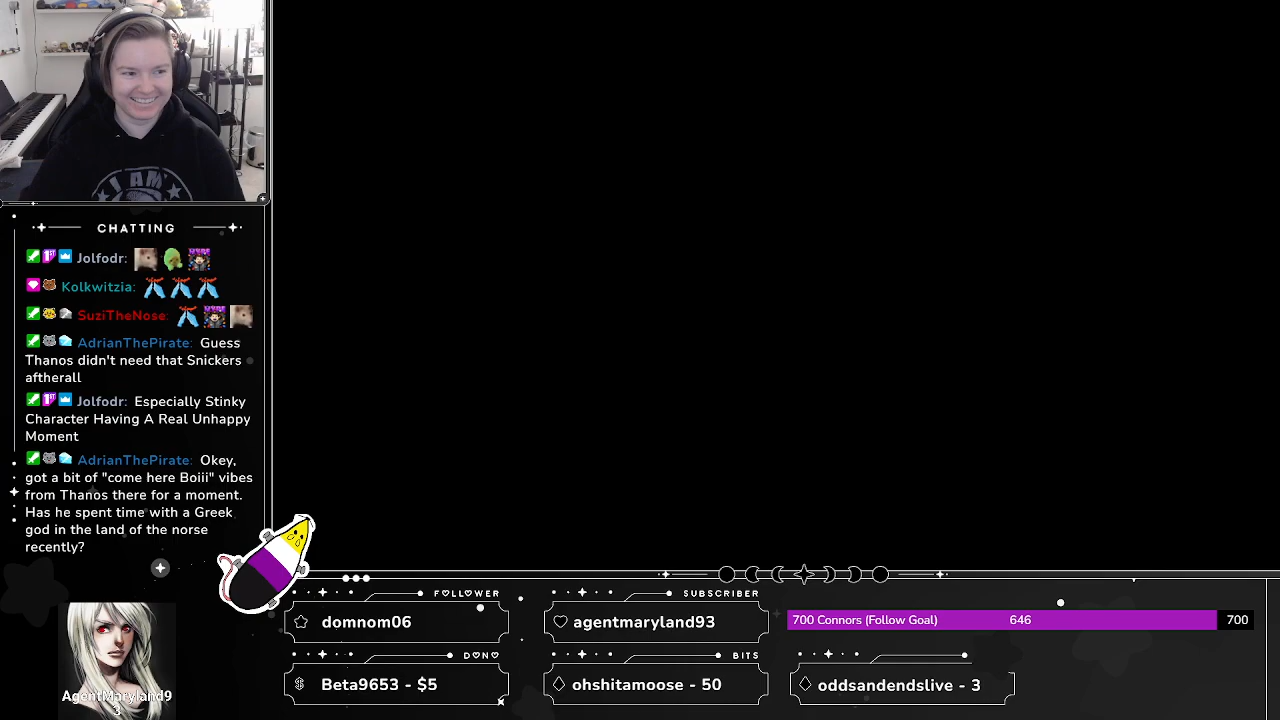 I AM
CHATTING
Jolfodr:
Kolkwitzia:
SuziTheNose:
AdrianThePirate: Guess
Thanos didn't need that Snickers
aftherall
Jolfodr: Especially Stinky
Character Having A Real Unhappy
Moment
AdrianThePirate: Okey,
got a bit of "come here Boiii" vibes
from Thanos there for a moment.
Has he spent time with a Greek
god in the land of the norse
recently?
AgentMaryland9
3
FOLLOWER
domnom06
SUBSCRIBER
agentmaryland93
700 Connors (Follow Goal) 646 700
DONO
Beta9653 - $5
BITS
ohshitamoose - 50
oddsandendslive - 3